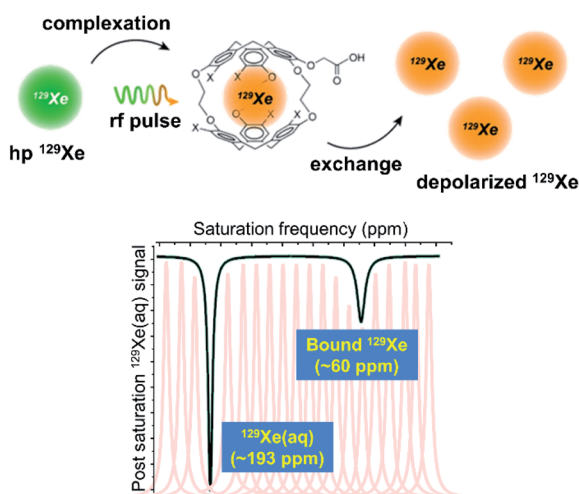 complexation
¹²⁹Xe
hp ¹²⁹Xe
rf pulse
O
OH
O
X
X
O
O
¹²⁹Xe
O
O
X
X
O
O
exchange
¹²⁹Xe
¹²⁹Xe
¹²⁹Xe
depolarized ¹²⁹Xe
Saturation frequency (ppm)
Post saturation ¹²⁹Xe(aq) signal
Bound ¹²⁹Xe
(~60 ppm)
¹²⁹Xe(aq)
(~193 ppm)